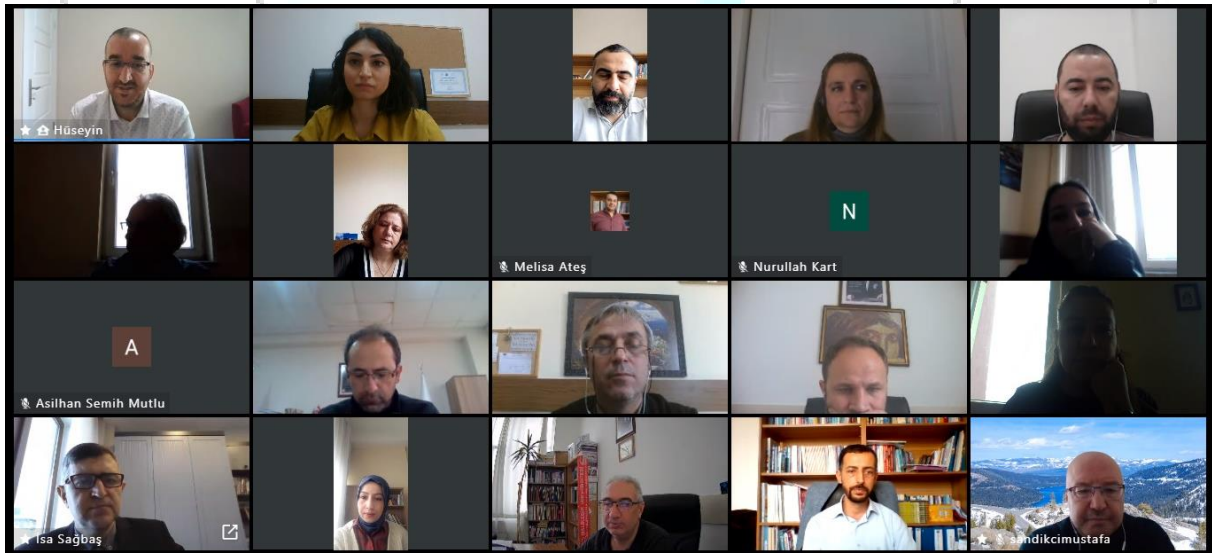 Hüseyin
Melisa Ateş
N
Nurullah Kart
A
Asilhan Semih Mutlu
İsa Sağbaş
sandikcimustafa